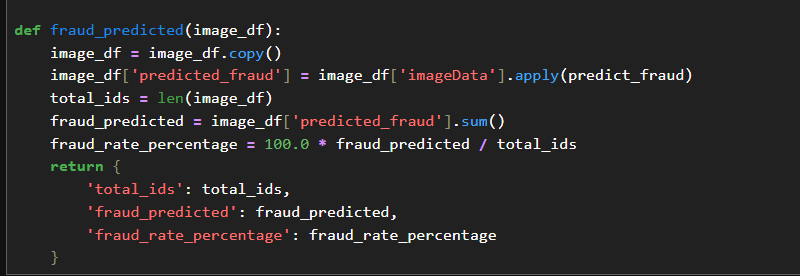 def fraud_predicted(image_df):
    image_df = image_df.copy()
    image_df['predicted_fraud'] = image_df['imageData'].apply(predict_fraud)
    total_ids = len(image_df)
    fraud_predicted = image_df['predicted_fraud'].sum()
    fraud_rate_percentage = 100.0 * fraud_predicted / total_ids
    return {
        'total_ids': total_ids,
        'fraud_predicted': fraud_predicted,
        'fraud_rate_percentage': fraud_rate_percentage
    }